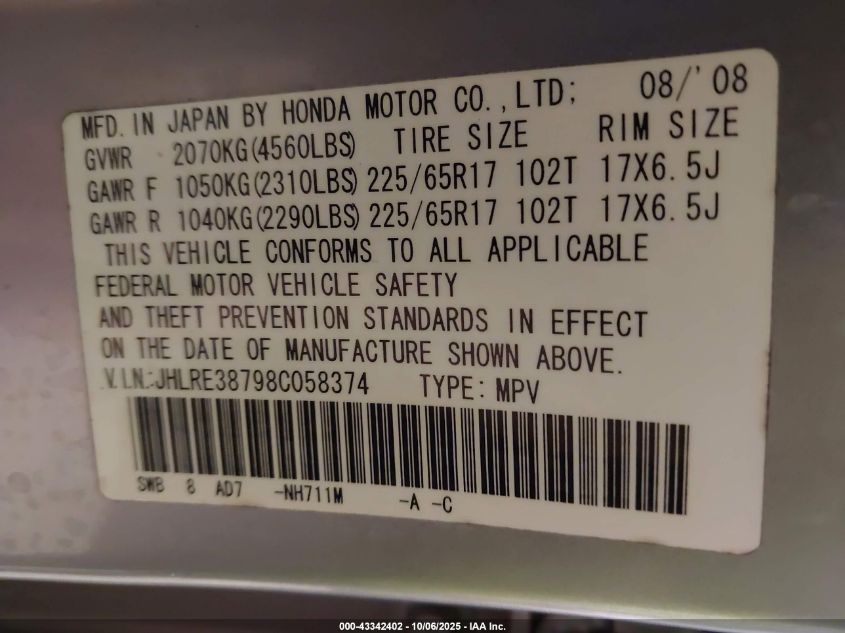 MFD. IN JAPAN BY HONDA MOTOR CO., LTD; 08/'08
GVWR 2070KG(4560LBS) TIRE SIZE RIM SIZE
GAWR F 1050KG(2310LBS) 225/65R17 102T 17X6.5J
GAWR R 1040KG(2290LBS) 225/65R17 102T 17X6.5J
THIS VEHICLE CONFORMS TO ALL APPLICABLE
FEDERAL MOTOR VEHICLE SAFETY
AND THEFT PREVENTION STANDARDS IN EFFECT
ON THE DATE OF MANUFACTURE SHOWN ABOVE.
V.I.N.:JHLRE38798C058374 TYPE: MPV
SWB 8 AD7 -NH711M -A -C
000-43342402 - 10/06/2025 - IAA Inc.